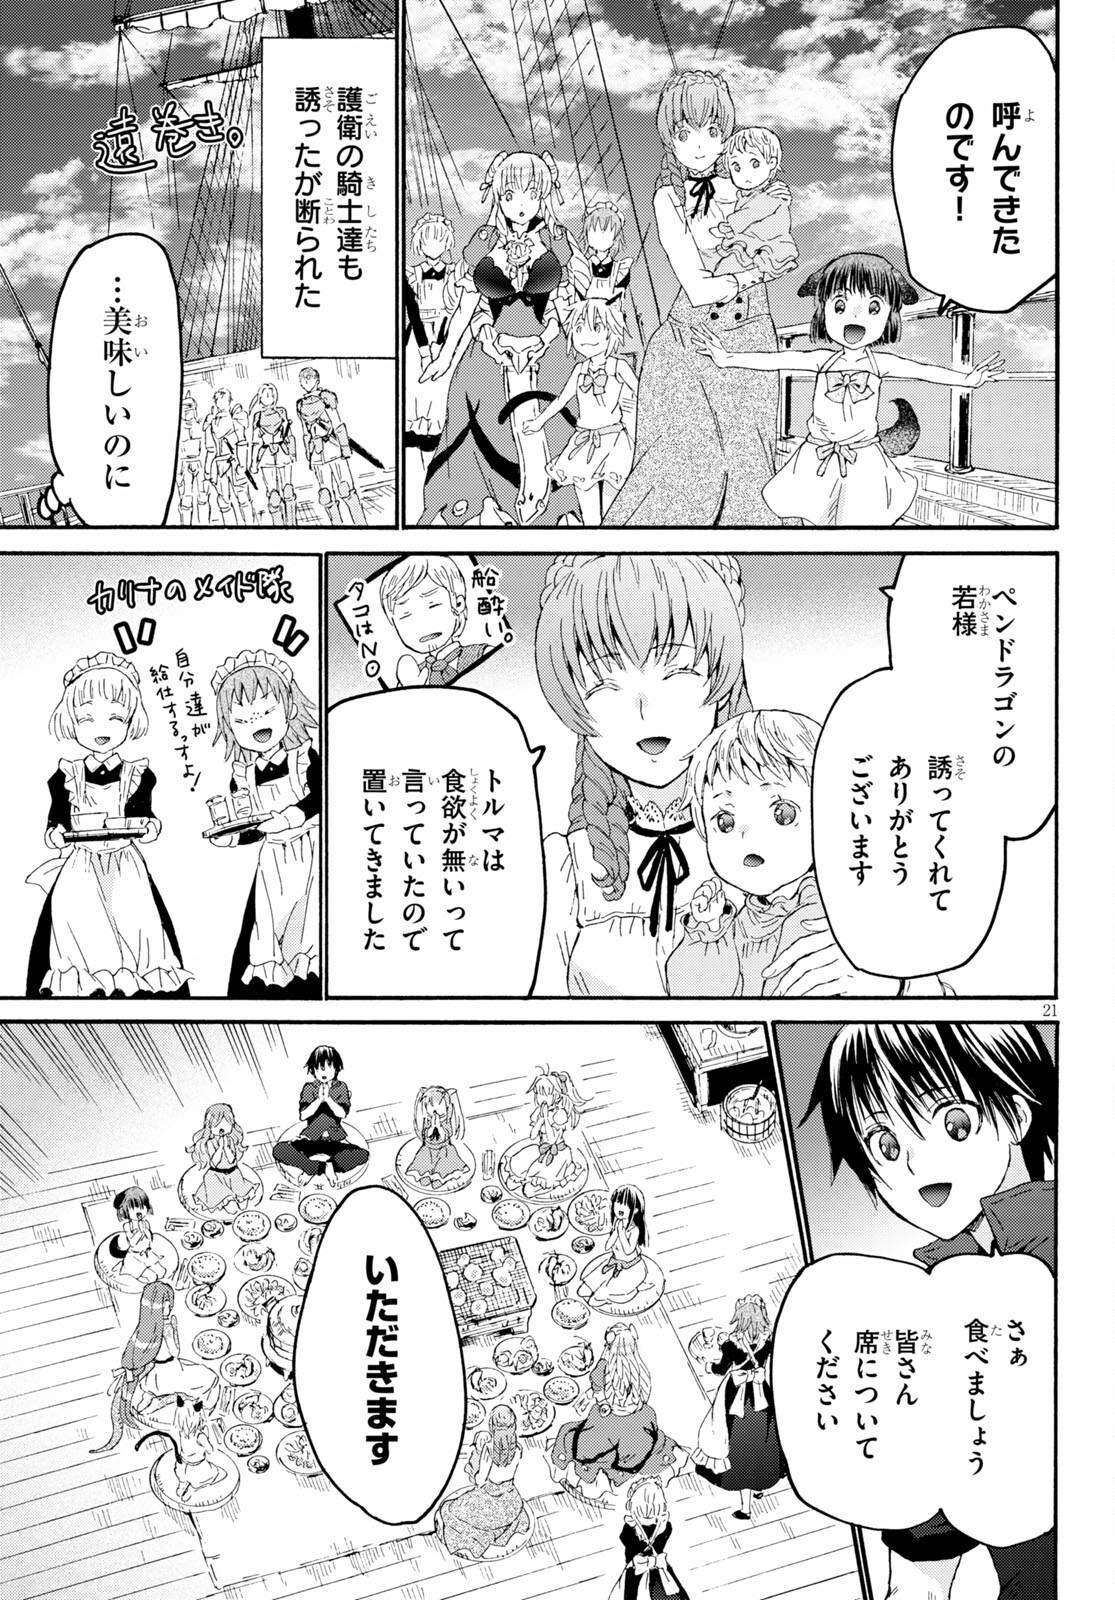 呼んできた
のです!
護衛の騎士達も
誘ったが断られた
遠巻き。
…美味しいのに
ペンドラゴンの
若様
誘ってくれて
ありがとう
ございます
船酔い。
タコはNO
トルマは
食欲が無いって
言っていたので
置いてきました
カリナのメイド隊
自分達が
給仕するっすよ!
21
さぁ
食べましょう
皆さん
席について
ください
いただきます